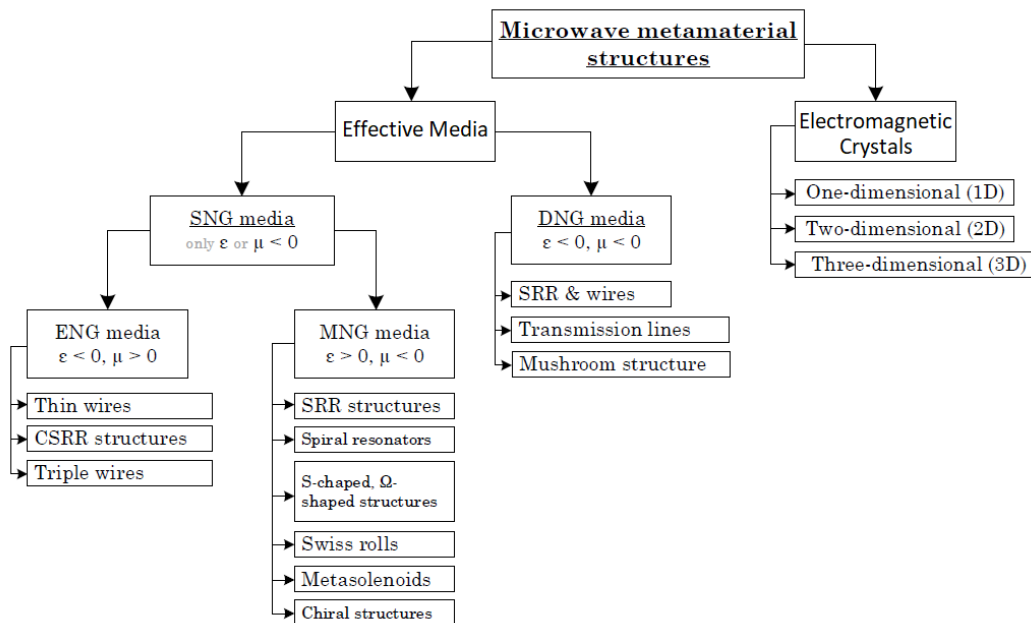 Microwave metamaterial
structures
Effective Media
Electromagnetic
Crystals
One-dimensional (1D)
Two-dimensional (2D)
Three-dimensional (3D)
SNG media
only ε or μ < 0
DNG media
ε < 0, μ < 0
SRR & wires
Transmission lines
Mushroom structure
ENG media
ε < 0, μ > 0
Thin wires
CSRR structures
Triple wires
MNG media
ε > 0, μ < 0
SRR structures
Spiral resonators
S-chaped, Ω-
shaped structures
Swiss rolls
Metasolenoids
Chiral structures